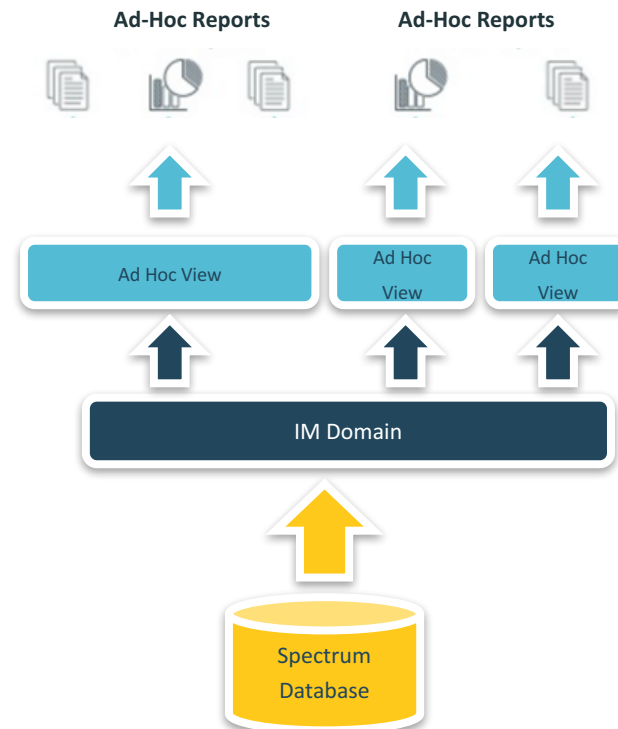 Ad-Hoc Reports
Ad-Hoc Reports
Ad Hoc View
Ad Hoc
View
Ad Hoc
View
IM Domain
Spectrum
Database